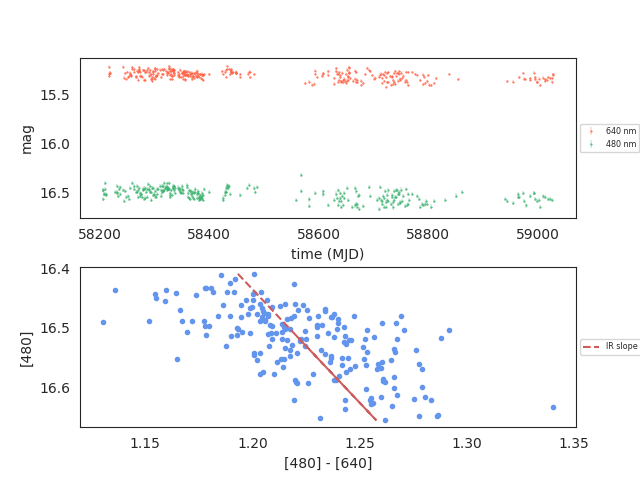 15.5
16.0
16.5
mag
58200
58400
58600
58800
59000
time (MJD)
640 nm
480 nm
16.4
16.5
16.6
[480]
1.15
1.20
1.25
1.30
1.35
[480] - [640]
IR slope